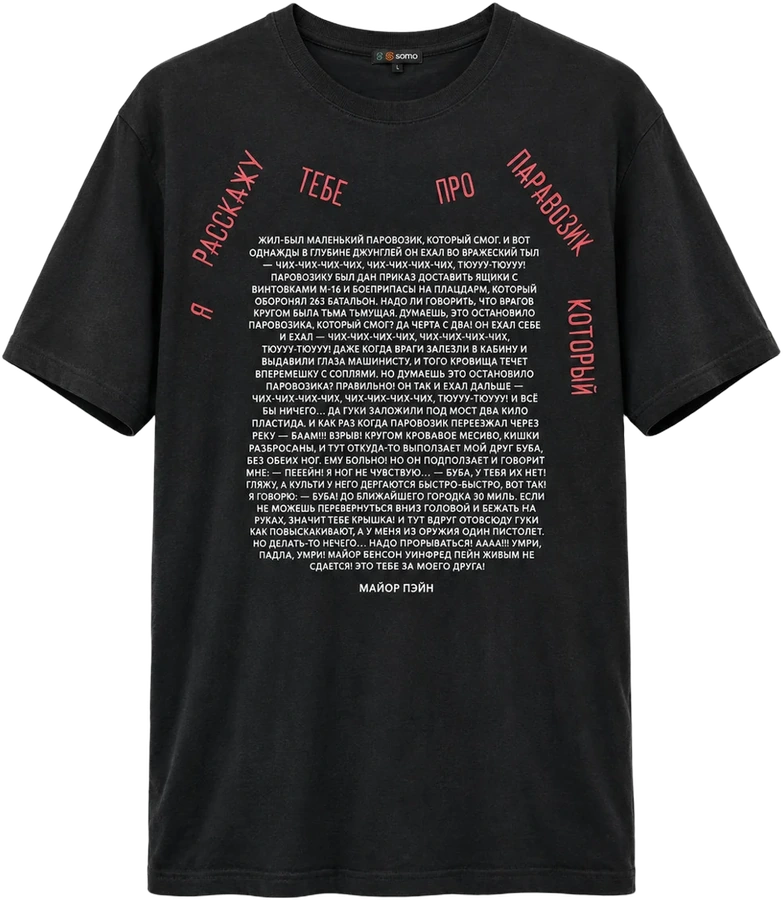 somo
L
Я РАССКАЖУ ТЕБЕ ПРО ПАРАВОЗИК КОТОРЫЙ
ЖИЛ-БЫЛ МАЛЕНЬКИЙ ПАРОВОЗИК, КОТОРЫЙ СМОГ. И ВОТ
ОДНАЖДЫ В ГЛУБИНЕ ДЖУНГЛЕЙ ОН ЕХАЛ ВО ВРАЖЕСКИЙ ТЫЛ
— ЧИХ-ЧИХ-ЧИХ-ЧИХ, ЧИХ-ЧИХ-ЧИХ-ЧИХ, ТЮУУУ-ТЮУУУ!
ПАРОВОЗИКУ БЫЛ ДАН ПРИКАЗ ДОСТАВИТЬ ЯЩИКИ С
ВИНТОВКАМИ М-16 И БОЕПРИПАСЫ НА ПЛАЦДАРМ, КОТОРЫЙ
ОБОРОНЯЛ 263 БАТАЛЬОН. НАДО ЛИ ГОВОРИТЬ, ЧТО ВРАГОВ
КРУГОМ БЫЛА ТЬМА ТЬМУЩАЯ. ДУМАЕШЬ, ЭТО ОСТАНОВИЛО
ПАРОВОЗИКА, КОТОРЫЙ СМОГ? ДА ЧЕРТА С ДВА! ОН ЕХАЛ СЕБЕ
И ЕХАЛ — ЧИХ-ЧИХ-ЧИХ-ЧИХ, ЧИХ-ЧИХ-ЧИХ-ЧИХ,
ТЮУУУ-ТЮУУУ! ДАЖЕ КОГДА ВРАГИ ЗАЛЕЗЛИ В КАБИНУ И
ВЫДАВИЛИ ГЛАЗА МАШИНИСТУ, И ТОГО КРОВИЩА ТЕЧЕТ
ВПЕРЕМЕШКУ С СОПЛЯМИ. НО ДУМАЕШЬ ЭТО ОСТАНОВИЛО
ПАРОВОЗИКА? ПРАВИЛЬНО! ОН ТАК И ЕХАЛ ДАЛЬШЕ —
ЧИХ-ЧИХ-ЧИХ-ЧИХ, ЧИХ-ЧИХ-ЧИХ-ЧИХ, ТЮУУУ-ТЮУУУ! И ВСЁ
БЫ НИЧЕГО... ДА ГУКИ ЗАЛОЖИЛИ ПОД МОСТ ДВА КИЛО
ПЛАСТИДА. И КАК РАЗ КОГДА ПАРОВОЗИК ПЕРЕЕЗЖАЛ ЧЕРЕЗ
РЕКУ — БААМ!!! ВЗРЫВ! КРУГОМ КРОВАВОЕ МЕСИВО, КИШКИ
РАЗБРОСАНЫ, И ТУТ ОТКУДА-ТО ВЫПОЛЗАЕТ МОЙ ДРУГ БУБА,
БЕЗ ОБЕИХ НОГ. ЕМУ БОЛЬНО! НО ОН ПОДПОЛЗАЕТ И ГОВОРИТ
МНЕ: — ПЕЕЕЙН! Я НОГ НЕ ЧУВСТВУЮ... — БУБА, У ТЕБЯ ИХ НЕТ!
ГЛЯЖУ, А КУЛЬТИ У НЕГО ДЕРГАЮТСЯ БЫСТРО-БЫСТРО, ВОТ ТАК!
Я ГОВОРЮ: — БУБА! ДО БЛИЖАЙШЕГО ГОРОДКА 30 МИЛЬ. ЕСЛИ
НЕ МОЖЕШЬ ПЕРЕВЕРНУТЬСЯ ВНИЗ ГОЛОВОЙ И БЕЖАТЬ НА
РУКАХ, ЗНАЧИТ ТЕБЕ КРЫШКА! И ТУТ ВДРУГ ОТОВСЮДУ ГУКИ
КАК ПОВЫСКАКИВАЮТ, А У МЕНЯ ИЗ ОРУЖИЯ ОДИН ПИСТОЛЕТ.
НО ДЕЛАТЬ-ТО НЕЧЕГО... НАДО ПРОРЫВАТЬСЯ! АААА!!! УМРИ,
ПАДЛА, УМРИ! МАЙОР БЕНСОН УИНФРЕД ПЕЙН ЖИВЫМ НЕ
СДАЕТСЯ! ЭТО ТЕБЕ ЗА МОЕГО ДРУГА!
МАЙОР ПЭЙН